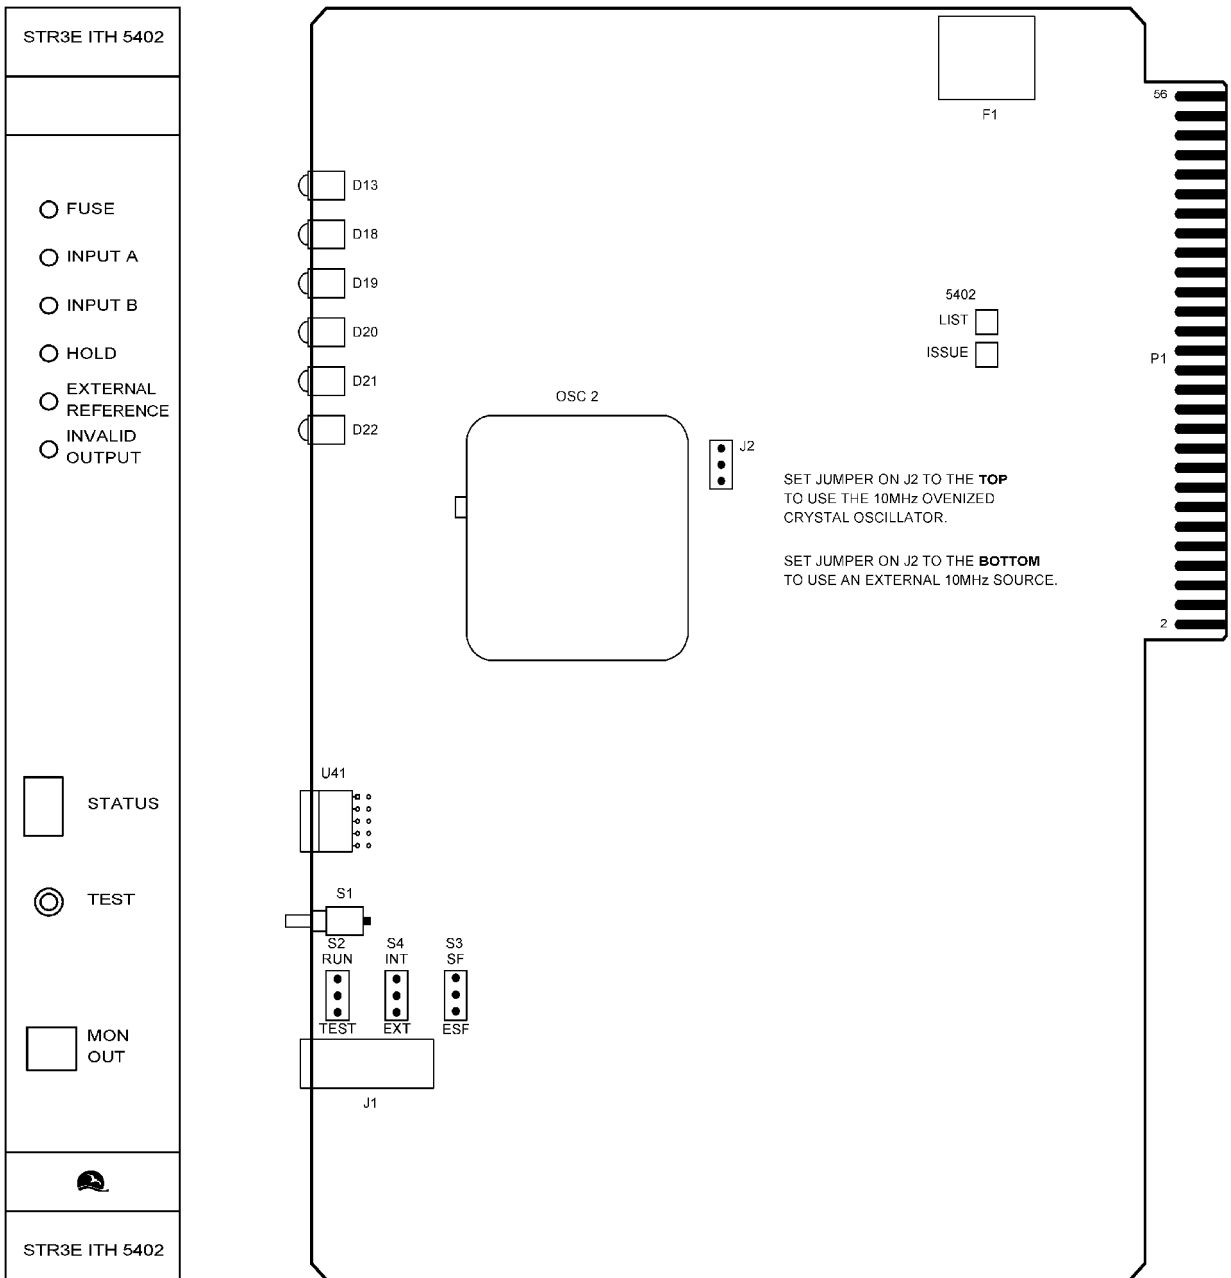 STR3E ITH 5402
FUSE
INPUT A
INPUT B
HOLD
EXTERNAL
REFERENCE
INVALID
OUTPUT
STATUS
TEST
MON
OUT
STR3E ITH 5402
F1
56
D13
D18
D19
D20
D21
D22
5402
LIST
ISSUE
P1
OSC 2
J2
SET JUMPER ON J2 TO THE TOP
TO USE THE 10MHz OVENIZED
CRYSTAL OSCILLATOR.
SET JUMPER ON J2 TO THE BOTTOM
TO USE AN EXTERNAL 10MHz SOURCE.
2
U41
S1
S2 S4 S3
RUN INT SF
TEST EXT ESF
J1